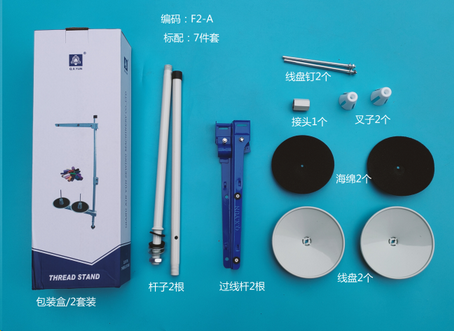 编码：F2-A
标配：7件套
线盘钉2个
接头1个
叉子2个
海绵2个
线盘2个
杆子2根
过线杆2根
THREAD STAND
包装盒/2套装